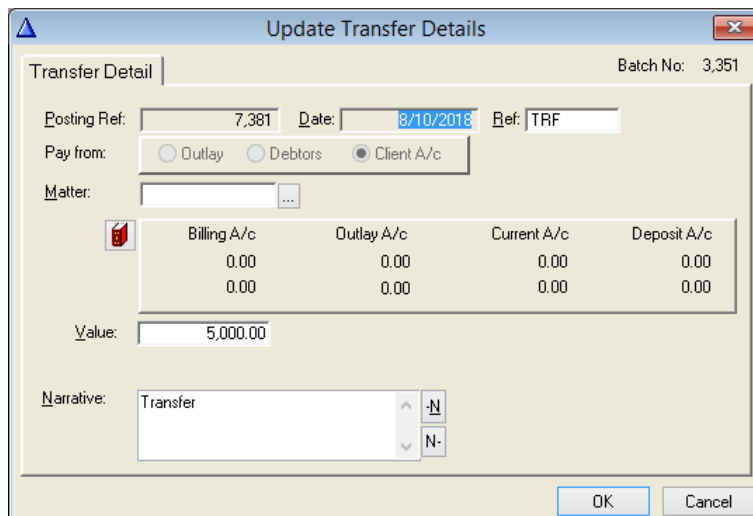 Update Transfer Details
Transfer Detail
Batch No: 3,351
Posting Ref: 7,381 Date: 8/10/2018 Ref: TRF
Pay from: Outlay Debtors Client A/c
Matter: ...
Billing A/c Outlay A/c Current A/c Deposit A/c
0.00 0.00 0.00 0.00
0.00 0.00 0.00 0.00
Value: 5,000.00
Narrative: Transfer
-N
N-
OK Cancel